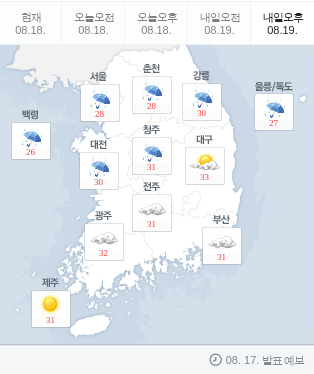 현재 오늘오전 오늘오후 내일오전 내일오후
08.18. 08.18. 08.18. 08.19. 08.19.
춘천
서울 강릉
28 28 30
울릉/독도
27
백령
26
청주
대전 대구
30 31 33
전주
31
광주 부산
32 31
제주
31
08. 17. 발표 예보